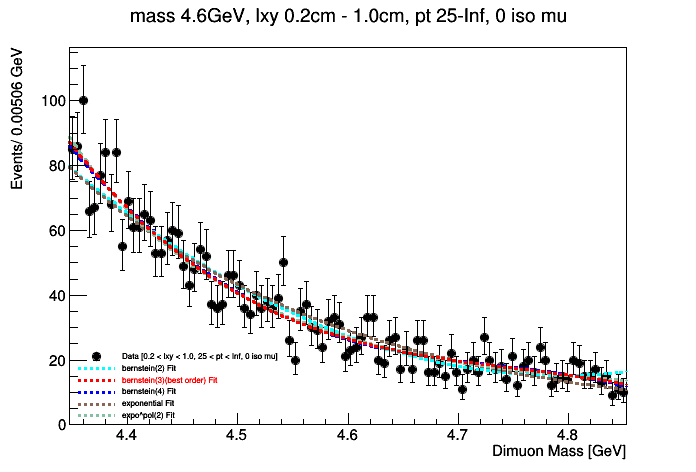 mass 4.6GeV, lxy 0.2cm - 1.0cm, pt 25-Inf, 0 iso mu
Events/ 0.00506 GeV
100
80
60
40
20
0
Data [0.2 < lxy < 1.0, 25 < pt < Inf, 0 iso mu]
bernstein(2) Fit
bernstein(3)(best order) Fit
bernstein(4) Fit
exponential Fit
expo*pol(2) Fit
4.4 4.5 4.6 4.7 4.8
Dimuon Mass [GeV]